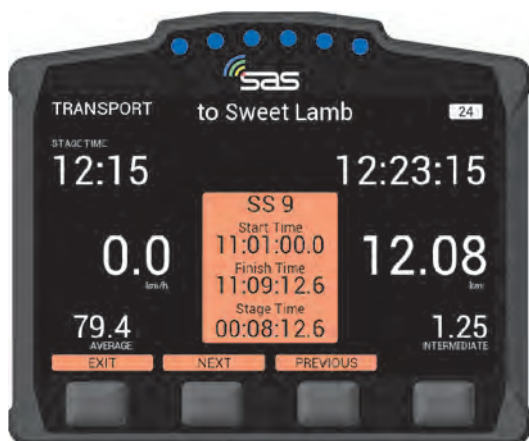 sas
TRANSPORT to Sweet Lamb 24
STAGE TIME
12:15 12:23:15
SS 9
Start Time
11:01:00.0
Finish Time
11:09:12.6
Stage Time
00:08:12.6
0.0
km/h
12.08
km
79.4
AVERAGE
1.25
INTERMEDIATE
EXIT NEXT PREVIOUS